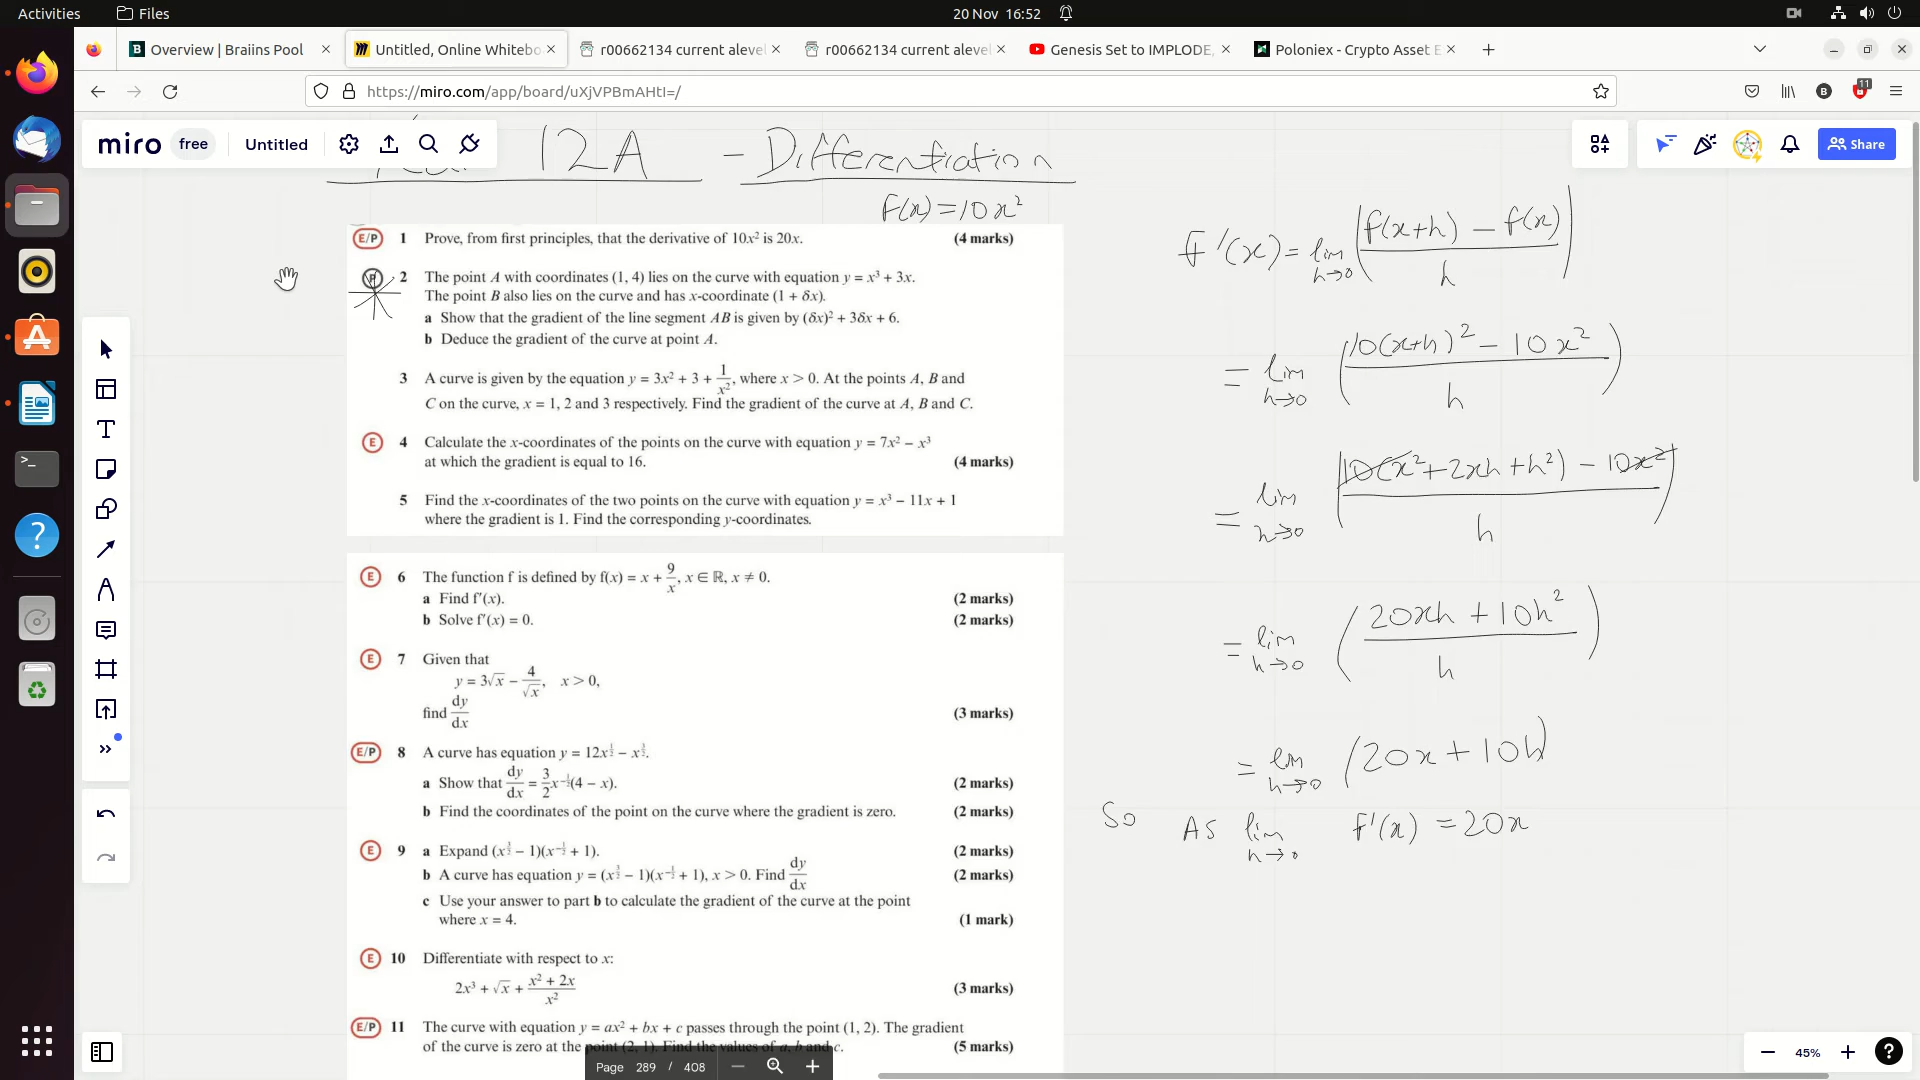 Activities Files 20 Nov 16:52
Overview | Braiins Pool Untitled, Online Whitebo r00662134 current aleve r00662134 current aleve Genesis Set to IMPLODE, Poloniex - Crypto Asset E
https://miro.com/app/board/uXjVPBmAHtI=/ 11
miro free Untitled Share
12A - Differentiation
F(x)=10x²
E/P 1 Prove, from first principles, that the derivative of 10x² is 20x. (4 marks)
P 2 The point A with coordinates (1, 4) lies on the curve with equation y = x³ + 3x.
The point B also lies on the curve and has x-coordinate (1 + δx).
a Show that the gradient of the line segment AB is given by (δx)² + 3δx + 6.
b Deduce the gradient of the curve at point A.
3 A curve is given by the equation y = 3x² + 3 + 1/x², where x > 0. At the points A, B and
C on the curve, x = 1, 2 and 3 respectively. Find the gradient of the curve at A, B and C.
E 4 Calculate the x-coordinates of the points on the curve with equation y = 7x² − x³
at which the gradient is equal to 16. (4 marks)
5 Find the x-coordinates of the two points on the curve with equation y = x³ − 11x + 1
where the gradient is 1. Find the corresponding y-coordinates.
E 6 The function f is defined by f(x) = x + 9/x, x ∈ ℝ, x ≠ 0.
a Find f′(x). (2 marks)
b Solve f′(x) = 0. (2 marks)
E 7 Given that
y = 3√x − 4/√x, x > 0,
find dy/dx (3 marks)
E/P 8 A curve has equation y = 12x^½ − x^(3/2).
a Show that dy/dx = 3/2 x^(−½)(4 − x). (2 marks)
b Find the coordinates of the point on the curve where the gradient is zero. (2 marks)
E 9 a Expand (x^(3/2) − 1)(x^(−½) + 1). (2 marks)
b A curve has equation y = (x^(3/2) − 1)(x^(−½) + 1), x > 0. Find dy/dx (2 marks)
c Use your answer to part b to calculate the gradient of the curve at the point
where x = 4. (1 mark)
E 10 Differentiate with respect to x:
2x³ + √x + (x² + 2x)/x² (3 marks)
E/P 11 The curve with equation y = ax² + bx + c passes through the point (1, 2). The gradient
of the curve is zero at the point (2, 1). Find the values of a, b and c. (5 marks)
Page 289 / 408
F'(x) = lim h→0 (f(x+h) − f(x) / h)
= lim h→0 (10(x+h)² − 10x² / h)
= lim h→0 (10(x²+2xh+h²) − 10x² / h)
= lim h→0 (20xh + 10h² / h)
= lim h→0 (20x + 10h)
So As lim h→0 F'(x) = 20x
45%